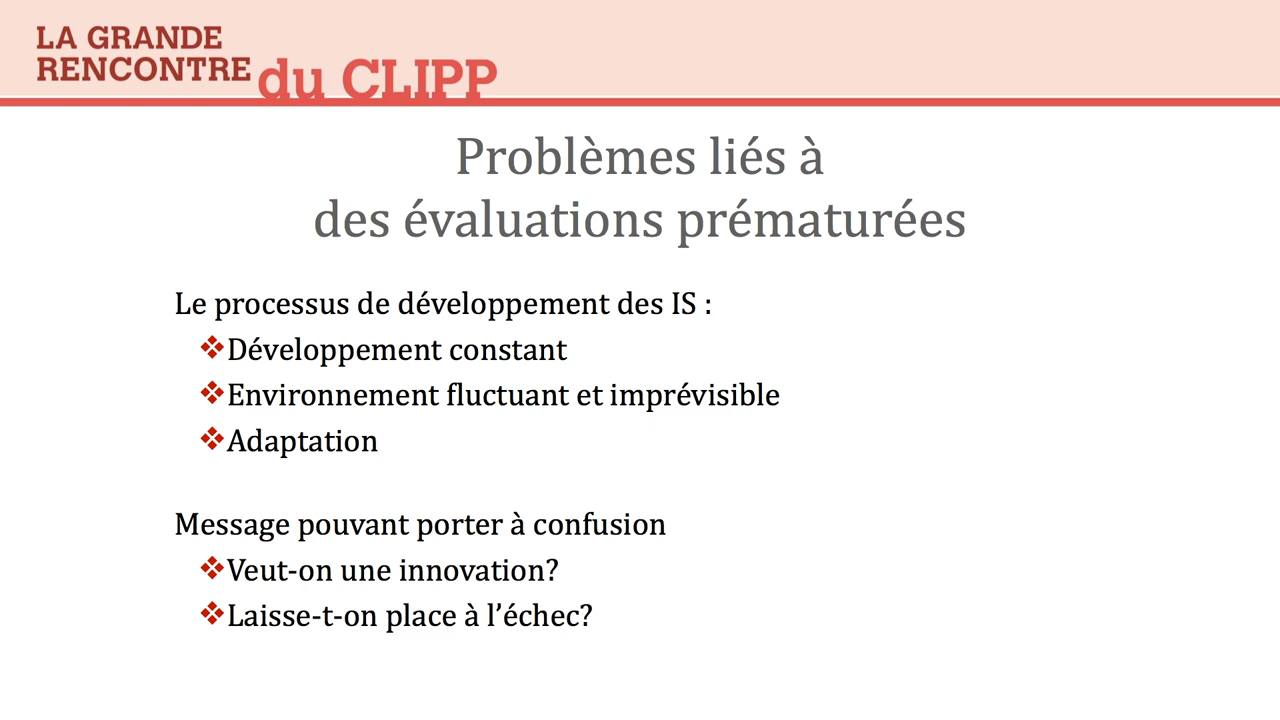 LA GRANDE
RENCONTRE du CLIPP
Problèmes liés à
des évaluations prématurées
Le processus de développement des IS :
❖Développement constant
❖Environnement fluctuant et imprévisible
❖Adaptation
Message pouvant porter à confusion
❖Veut-on une innovation?
❖Laisse-t-on place à l’échec?